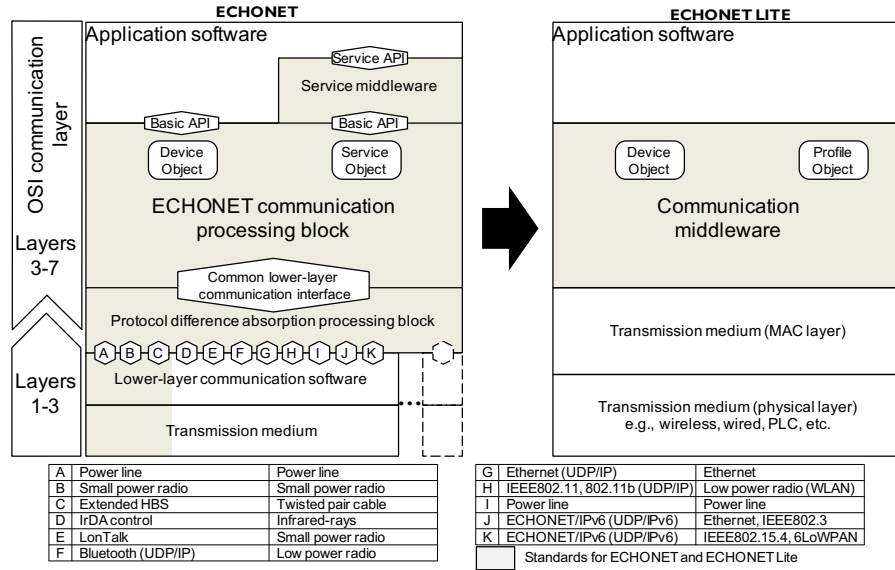 ECHONET
ECHONET LITE
OSI communication
layer
Layers
3-7
Layers
1-3
Application software
Service API
Service middleware
Basic API
Basic API
Device
Object
Service
Object
ECHONET communication
processing block
Common lower-layer
communication interface
Protocol difference absorption processing block
A B C D E F G H I J K
Lower-layer communication software
...
Transmission medium
Application software
Device
Object
Profile
Object
Communication
middleware
Transmission medium (MAC layer)
Transmission medium (physical layer)
e.g., wireless, wired, PLC, etc.
A Power line Power line
B Small power radio Small power radio
C Extended HBS Twisted pair cable
D IrDA control Infrared-rays
E LonTalk Small power radio
F Bluetooth (UDP/IP) Low power radio
G Ethernet (UDP/IP) Ethernet
H IEEE802.11, 802.11b (UDP/IP) Low power radio (WLAN)
I Power line Power line
J ECHONET/IPv6 (UDP/IPv6) Ethernet, IEEE802.3
K ECHONET/IPv6 (UDP/IPv6) IEEE802.15.4, 6LoWPAN
Standards for ECHONET and ECHONET Lite